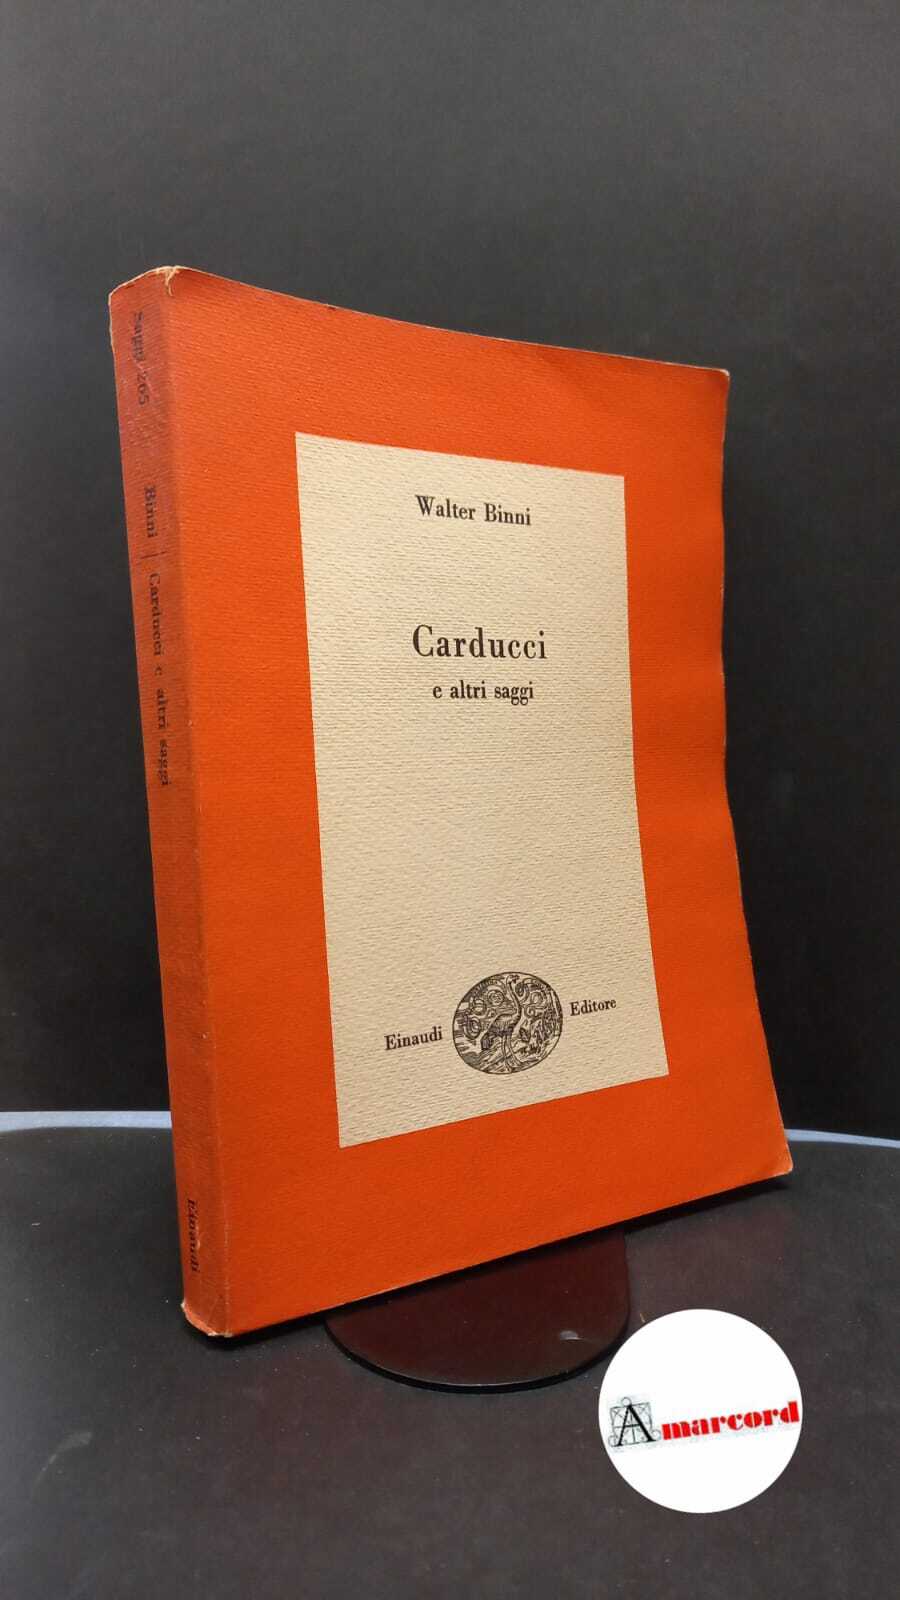 Saggi 205
Binni
Carducci e altri saggi
Einaudi
Walter Binni
Carducci
e altri saggi
Einaudi
Editore
Amarcord